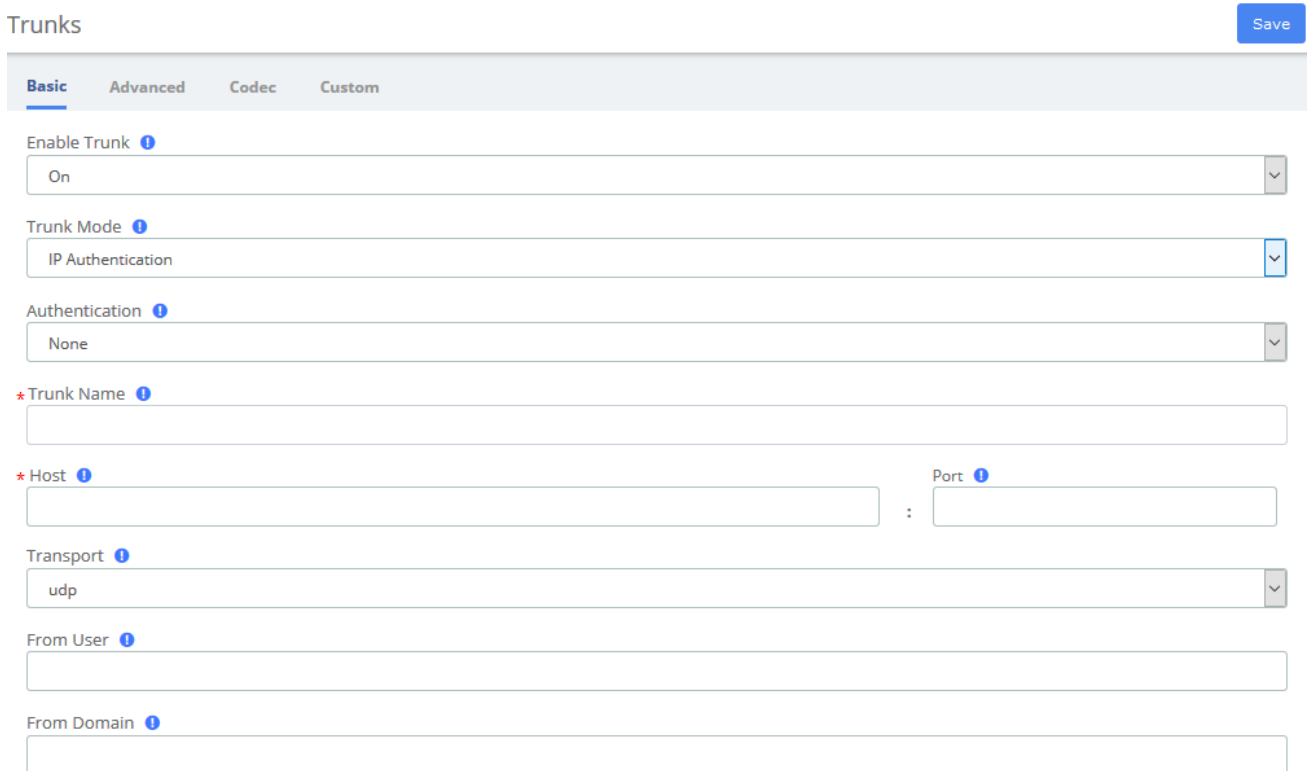 Trunks
Save
Basic Advanced Codec Custom
Enable Trunk !
On
Trunk Mode !
IP Authentication
Authentication !
None
* Trunk Name !
* Host ! Port !
:
Transport !
udp
From User !
From Domain !